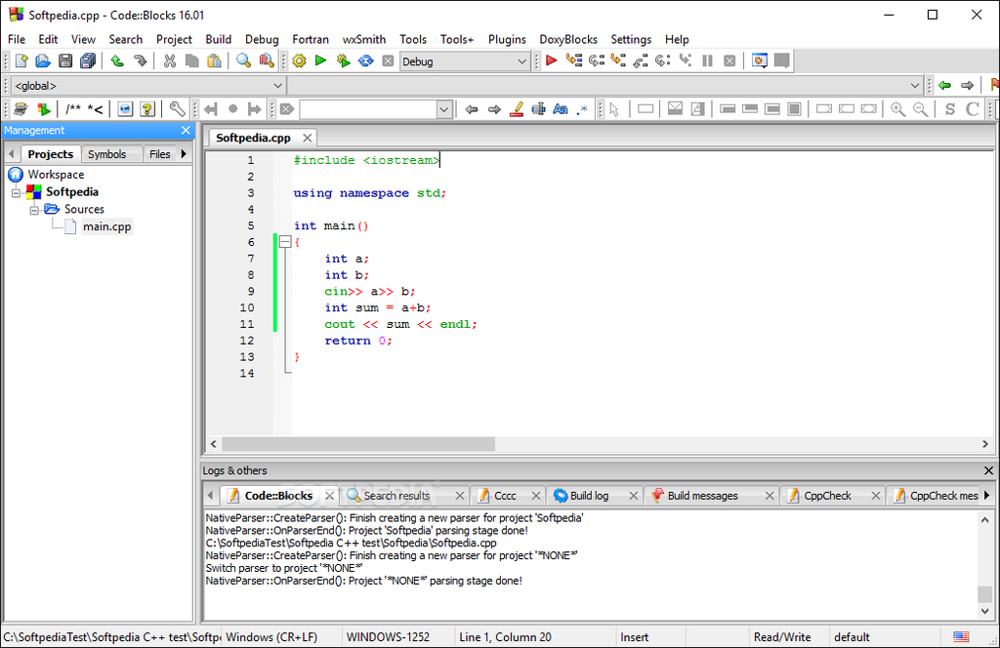 Softpedia.cpp - Code::Blocks 16.01
File Edit View Search Project Build Debug Fortran wxSmith Tools Tools+ Plugins DoxyBlocks Settings Help
Debug
<global>
/** *<
Aa .*
S C
Management
Projects Symbols Files
Softpedia.cpp
Workspace
Softpedia
Sources
main.cpp
1 #include <iostream>
2
3 using namespace std;
4
5 int main()
6 {
7 int a;
8 int b;
9 cin>> a>> b;
10 int sum = a+b;
11 cout << sum << endl;
12 return 0;
13 }
14
Logs & others
Code::Blocks Search results Cccc Build log Build messages CppCheck CppCheck mes
SOFTPEDIA
NativeParser::CreateParser(): Finish creating a new parser for project 'Softpedia'
NativeParser::OnParserEnd(): Project 'Softpedia' parsing stage done!
C:\SoftpediaTest\Softpedia C++ test\Softpedia\Softpedia.cpp
NativeParser::CreateParser(): Finish creating a new parser for project '*NONE*'
Switch parser to project '*NONE*'
NativeParser::OnParserEnd(): Project '*NONE*' parsing stage done!
C:\SoftpediaTest\Softpedia C++ test\Softp Windows (CR+LF) WINDOWS-1252 Line 1, Column 20 Insert Read/Write default